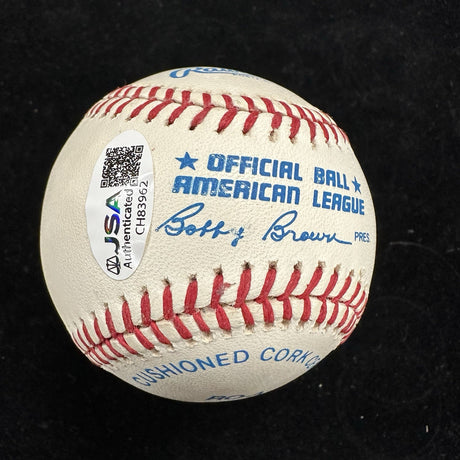 ★ OFFICIAL BALL ★
AMERICAN LEAGUE
Bobby Brown PRES.
JSA
Authenticated
CH83962
CUSHIONED CORK